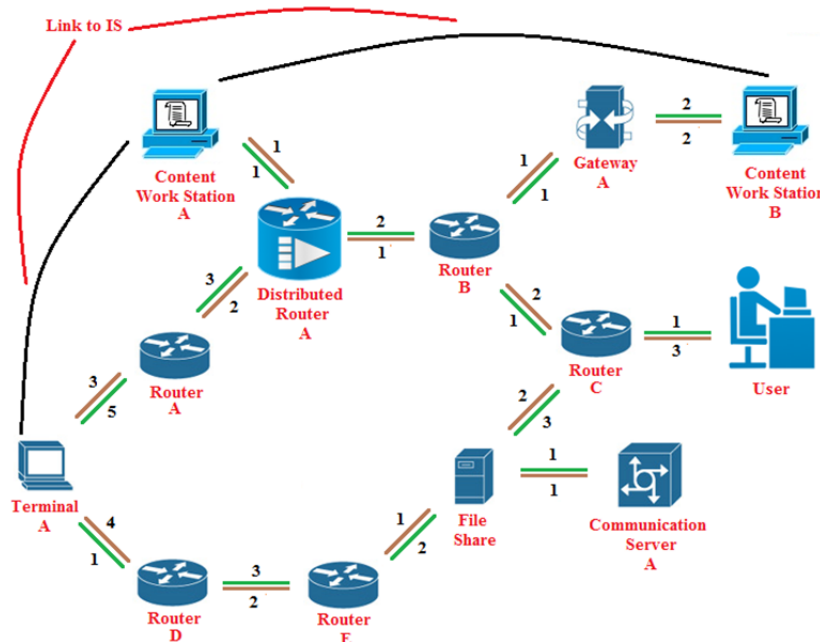 Link to IS
Content
Work Station
A
1
1
Gateway
A
2
2
Content
Work Station
B
1
1
2
1
Distributed
Router
A
Router
B
3
2
2
1
Router
C
1
3
User
Router
A
3
5
2
3
Terminal
A
File
Share
1
1
Communication
Server
A
4
1
1
2
Router
D
3
2
Router
E